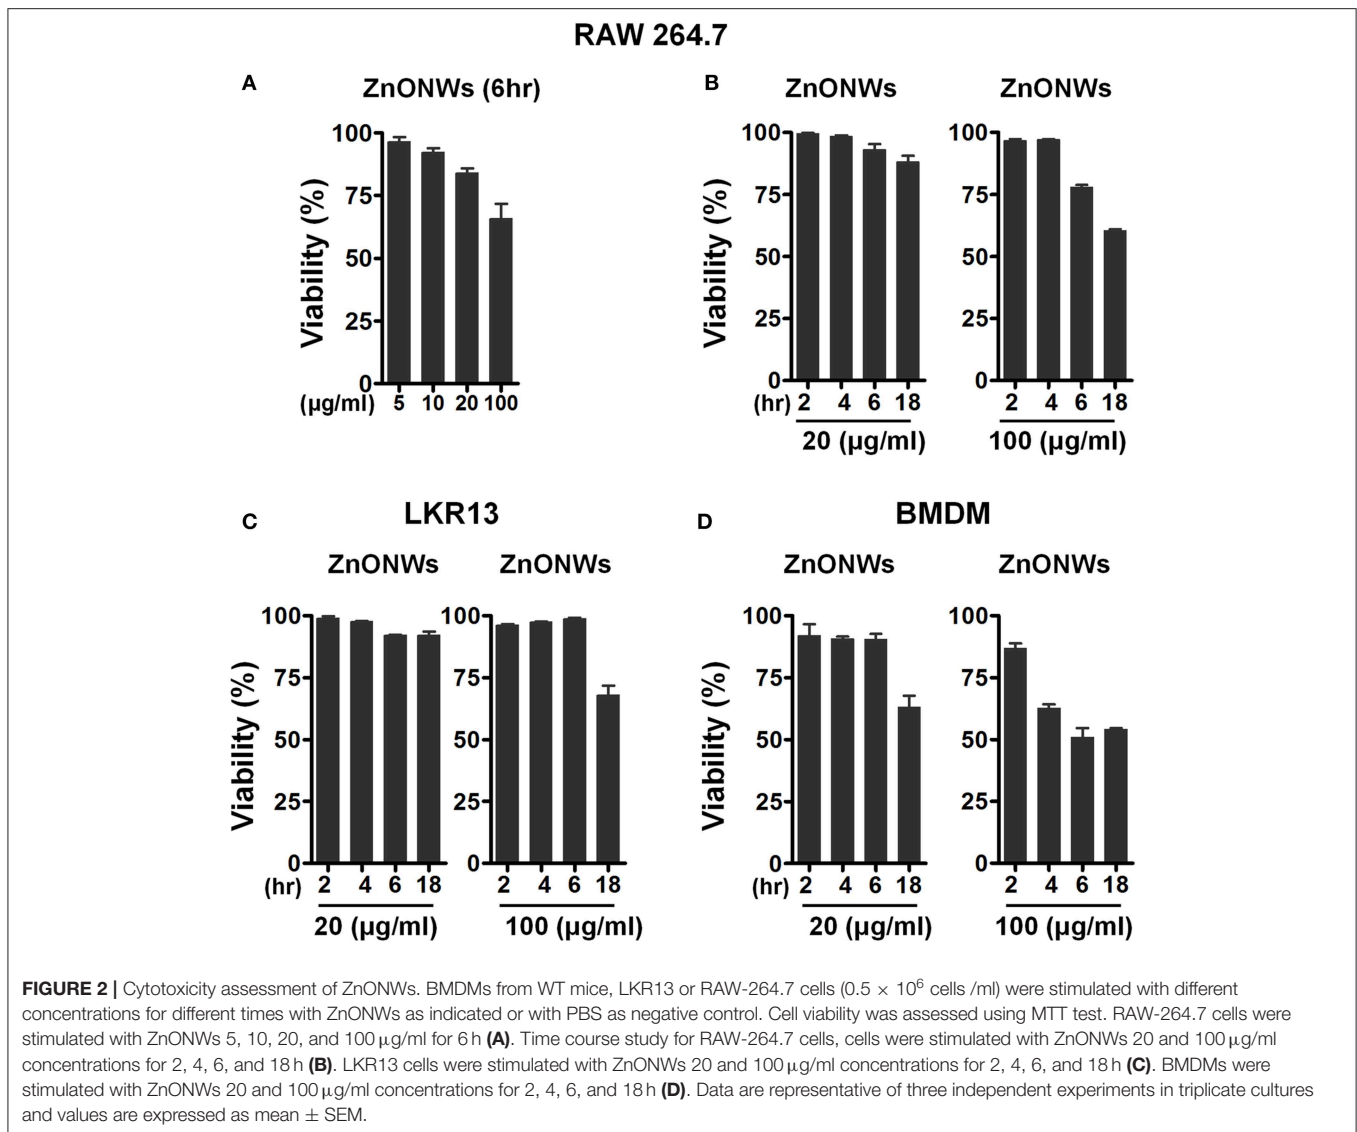 RAW 264.7
A
ZnONWs (6hr)
Viability (%)
100
75
50
25
0
(µg/ml) 5 10 20 100
B
ZnONWs
Viability (%)
100
75
50
25
0
(hr) 2 4 6 18
20 (µg/ml)
ZnONWs
100
75
50
25
0
2 4 6 18
100 (µg/ml)
C
LKR13
ZnONWs
Viability (%)
100
75
50
25
0
(hr) 2 4 6 18
20 (µg/ml)
ZnONWs
100
75
50
25
0
2 4 6 18
100 (µg/ml)
D
BMDM
ZnONWs
Viability (%)
100
75
50
25
0
(hr) 2 4 6 18
20 (µg/ml)
ZnONWs
100
75
50
25
0
2 4 6 18
100 (µg/ml)
FIGURE 2 | Cytotoxicity assessment of ZnONWs. BMDMs from WT mice, LKR13 or RAW-264.7 cells (0.5 × 10⁶ cells /ml) were stimulated with different
concentrations for different times with ZnONWs as indicated or with PBS as negative control. Cell viability was assessed using MTT test. RAW-264.7 cells were
stimulated with ZnONWs 5, 10, 20, and 100 µg/ml for 6 h (A). Time course study for RAW-264.7 cells, cells were stimulated with ZnONWs 20 and 100 µg/ml
concentrations for 2, 4, 6, and 18 h (B). LKR13 cells were stimulated with ZnONWs 20 and 100 µg/ml concentrations for 2, 4, 6, and 18 h (C). BMDMs were
stimulated with ZnONWs 20 and 100 µg/ml concentrations for 2, 4, 6, and 18 h (D). Data are representative of three independent experiments in triplicate cultures
and values are expressed as mean ± SEM.